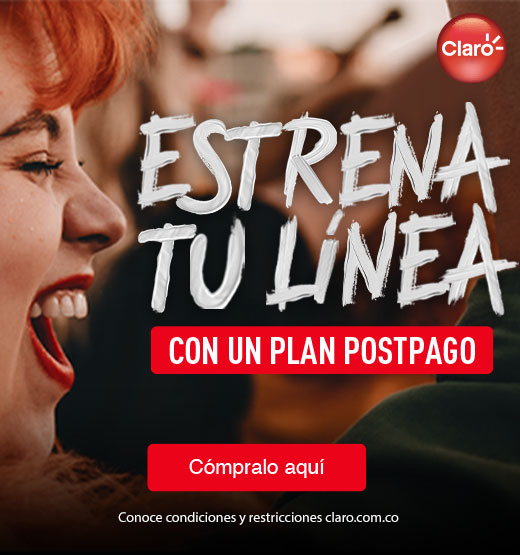 Claro
ESTRENA
TU LÍNEA
CON UN PLAN POSTPAGO
Cómpralo aquí
Conoce condiciones y restricciones claro.com.co